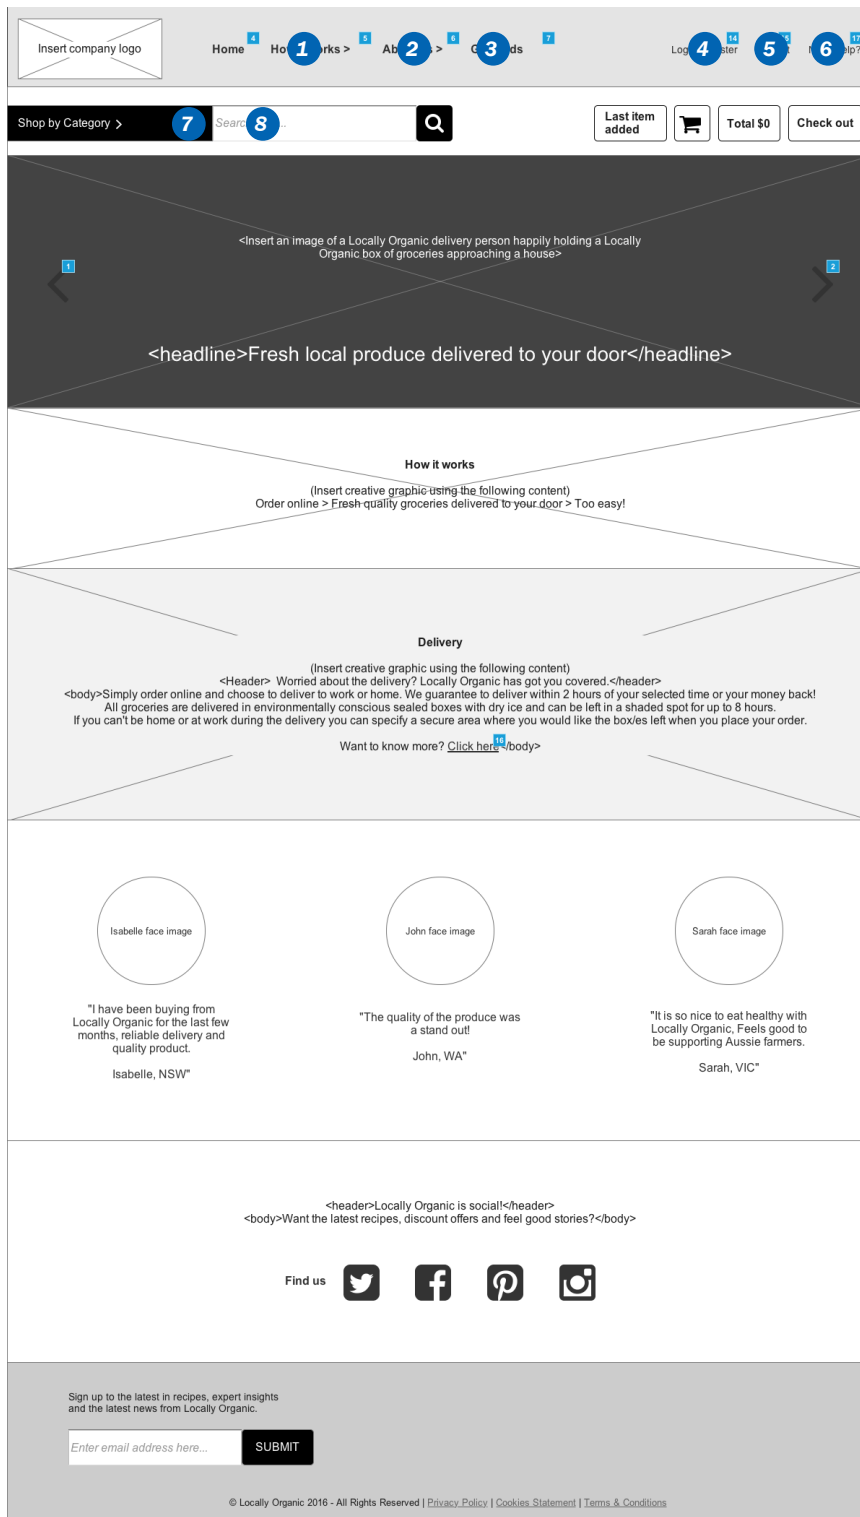 Insert company logo
Home 4
1 rks > 5
2 > 6
3 ds 7
4 ster 14
5 15
6 elp? 17
Shop by Category >
7
8
Last item
added
Total $0
Check out
<Insert an image of a Locally Organic delivery person happily holding a Locally
Organic box of groceries approaching a house>
1
2
<headline>Fresh local produce delivered to your door</headline>
How it works
(Insert creative graphic using the following content)
Order online > Fresh quality groceries delivered to your door > Too easy!
Delivery
(Insert creative graphic using the following content)
<Header> Worried about the delivery? Locally Organic has got you covered.</header>
<body>Simply order online and choose to deliver to work or home. We guarantee to deliver within 2 hours of your selected time or your money back!
All groceries are delivered in environmentally conscious sealed boxes with dry ice and can be left in a shaded spot for up to 8 hours.
If you can't be home or at work during the delivery you can specify a secure area where you would like the box/es left when you place your order.
16
Want to know more? Click here</body>
Isabelle face image
John face image
Sarah face image
"I have been buying from
Locally Organic for the last few
months, reliable delivery and
quality product.
Isabelle, NSW"
"The quality of the produce was
a stand out!
John, WA"
"It is so nice to eat healthy with
Locally Organic, Feels good to
be supporting Aussie farmers.
Sarah, VIC"
<header>Locally Organic is social!</header>
<body>Want the latest recipes, discount offers and feel good stories?</body>
Find us
Sign up to the latest in recipes, expert insights
and the latest news from Locally Organic.
Enter email address here...
SUBMIT
© Locally Organic 2016 - All Rights Reserved | Privacy Policy | Cookies Statement | Terms & Conditions